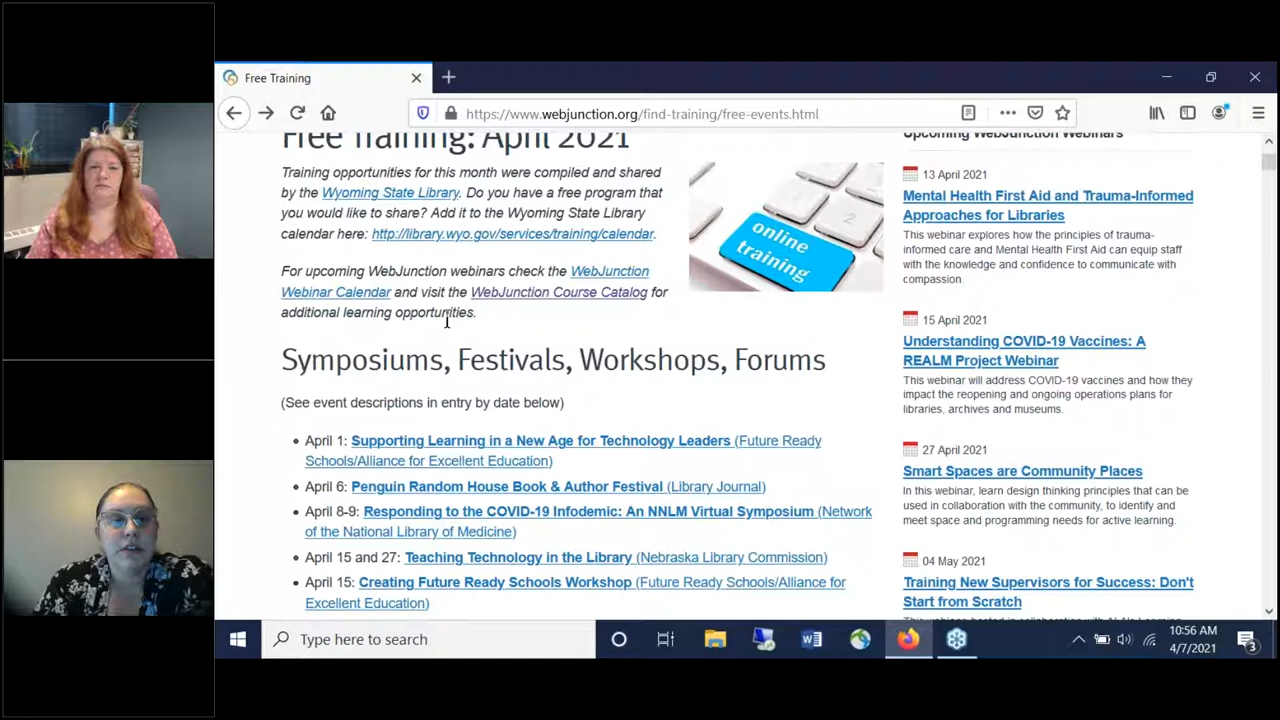 Free Training
https://www.webjunction.org/find-training/free-events.html
Free Training: April 2021
Training opportunities for this month were compiled and shared
by the Wyoming State Library. Do you have a free program that
you would like to share? Add it to the Wyoming State Library
calendar here: http://library.wyo.gov/services/training/calendar.
For upcoming WebJunction webinars check the WebJunction
Webinar Calendar and visit the WebJunction Course Catalog for
additional learning opportunities.
online
training
2
Symposiums, Festivals, Workshops, Forums
(See event descriptions in entry by date below)
April 1: Supporting Learning in a New Age for Technology Leaders (Future Ready
Schools/Alliance for Excellent Education)
April 6: Penguin Random House Book & Author Festival (Library Journal)
April 8-9: Responding to the COVID-19 Infodemic: An NNLM Virtual Symposium (Network
of the National Library of Medicine)
April 15 and 27: Teaching Technology in the Library (Nebraska Library Commission)
April 15: Creating Future Ready Schools Workshop (Future Ready Schools/Alliance for
Excellent Education)
Upcoming WebJunction Webinars
13 April 2021
Mental Health First Aid and Trauma-Informed
Approaches for Libraries
This webinar explores how the principles of trauma-
informed care and Mental Health First Aid can equip staff
with the knowledge and confidence to communicate with
compassion.
15 April 2021
Understanding COVID-19 Vaccines: A
REALM Project Webinar
This webinar will address COVID-19 vaccines and how they
impact the reopening and ongoing operations plans for
libraries, archives and museums.
27 April 2021
Smart Spaces are Community Places
In this webinar, learn design thinking principles that can be
used in collaboration with the community, to identify and
meet space and programming needs for active learning.
04 May 2021
Training New Supervisors for Success: Don't
Start from Scratch
Type here to search
10:56 AM
4/7/2021
3